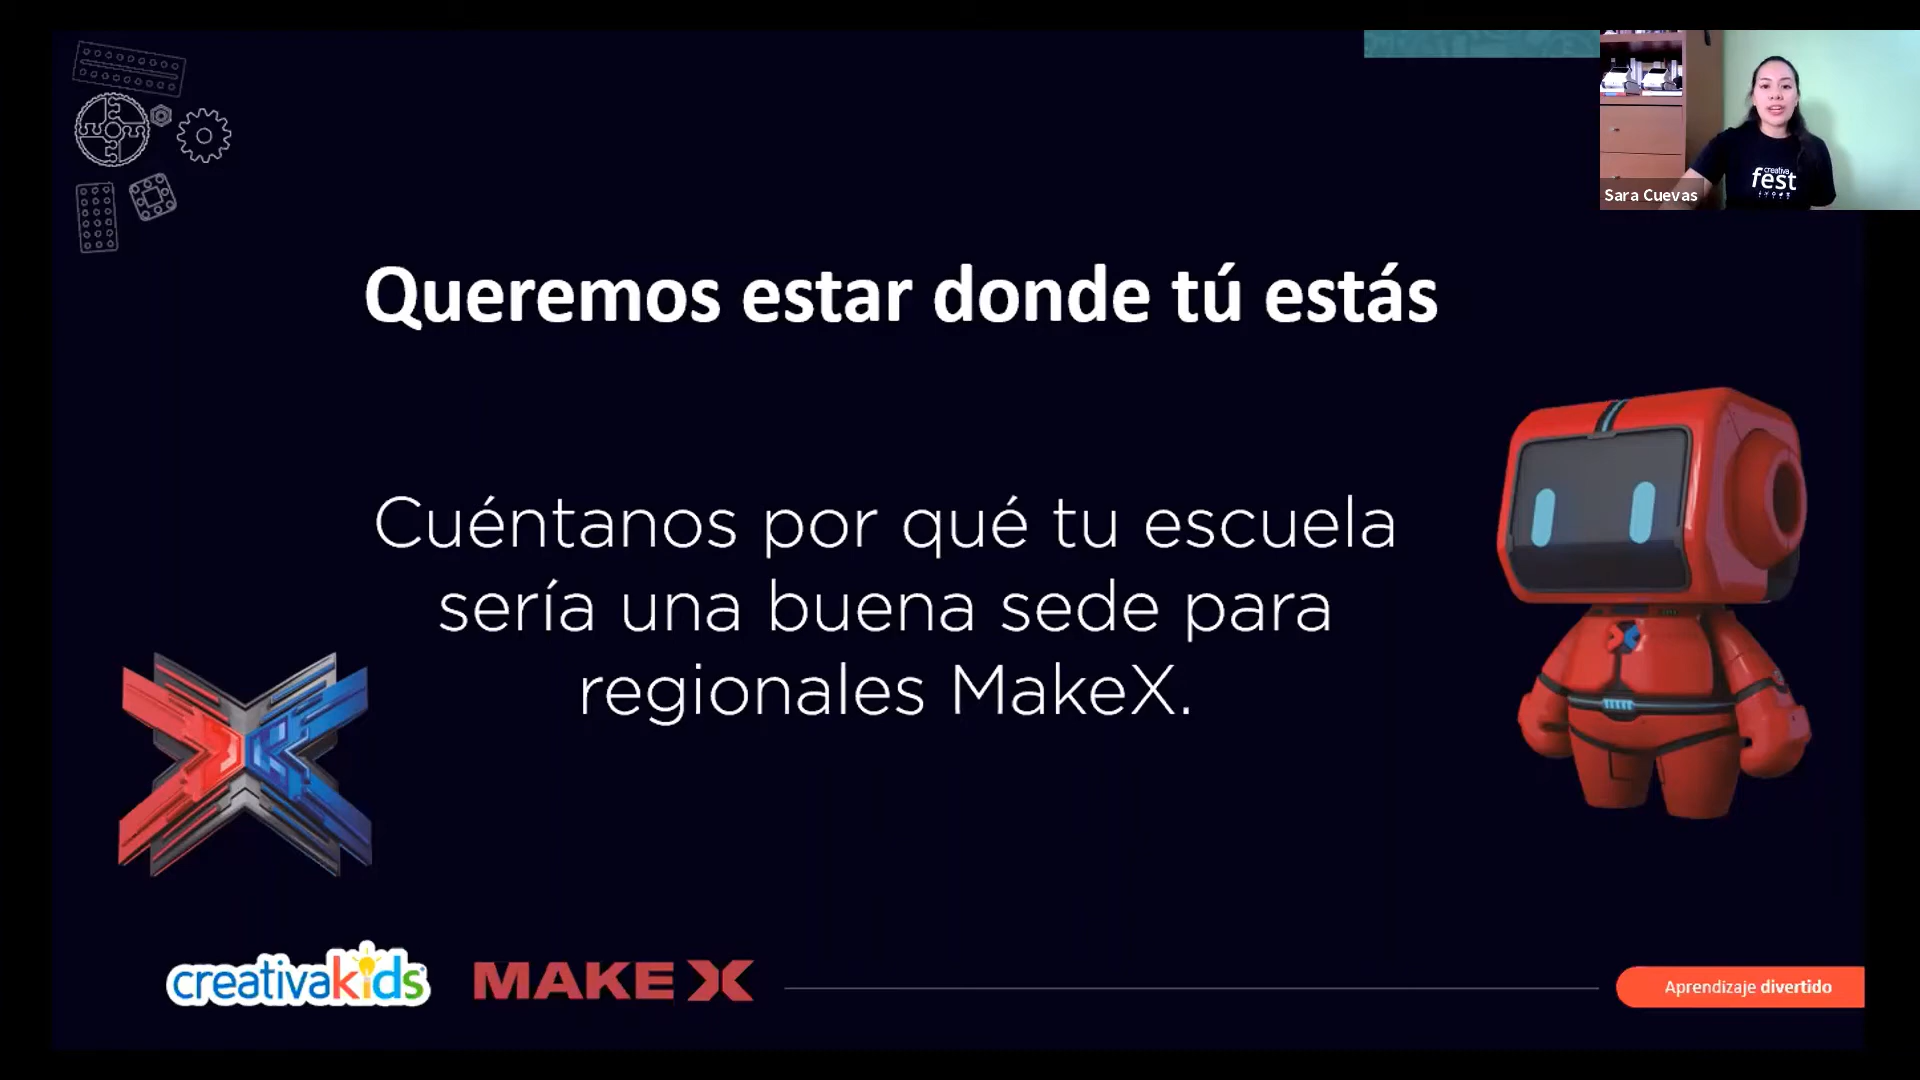 Sara Cuevas
creativa
fest
Queremos estar donde tú estás
Cuéntanos por qué tu escuela
sería una buena sede para
regionales MakeX.
creativakids
MAKE X
Aprendizaje divertido